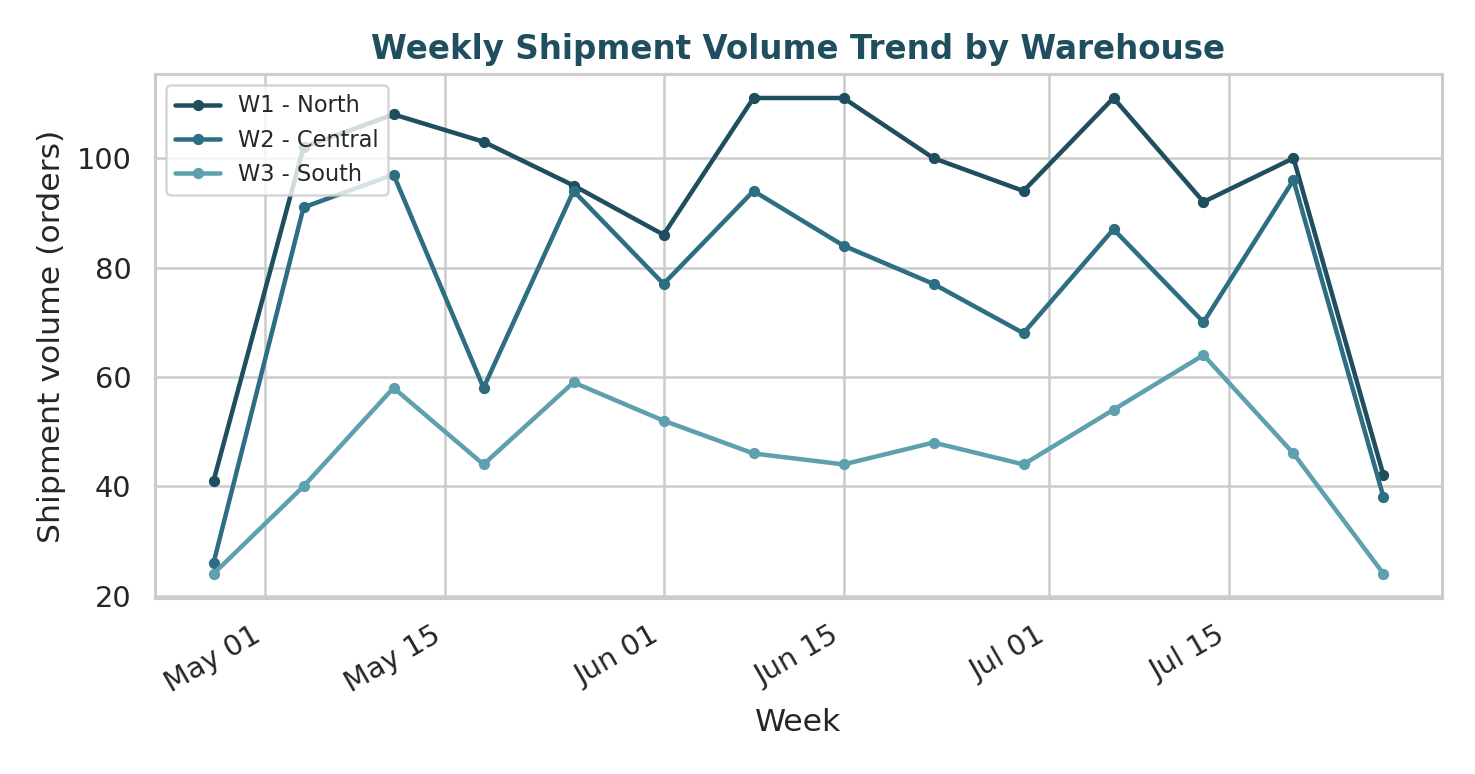 Weekly Shipment Volume Trend by Warehouse
W1 - North
W2 - Central
W3 - South
Shipment volume (orders)
100
80
60
40
20
May 01
May 15
Jun 01
Jun 15
Jul 01
Jul 15
Week